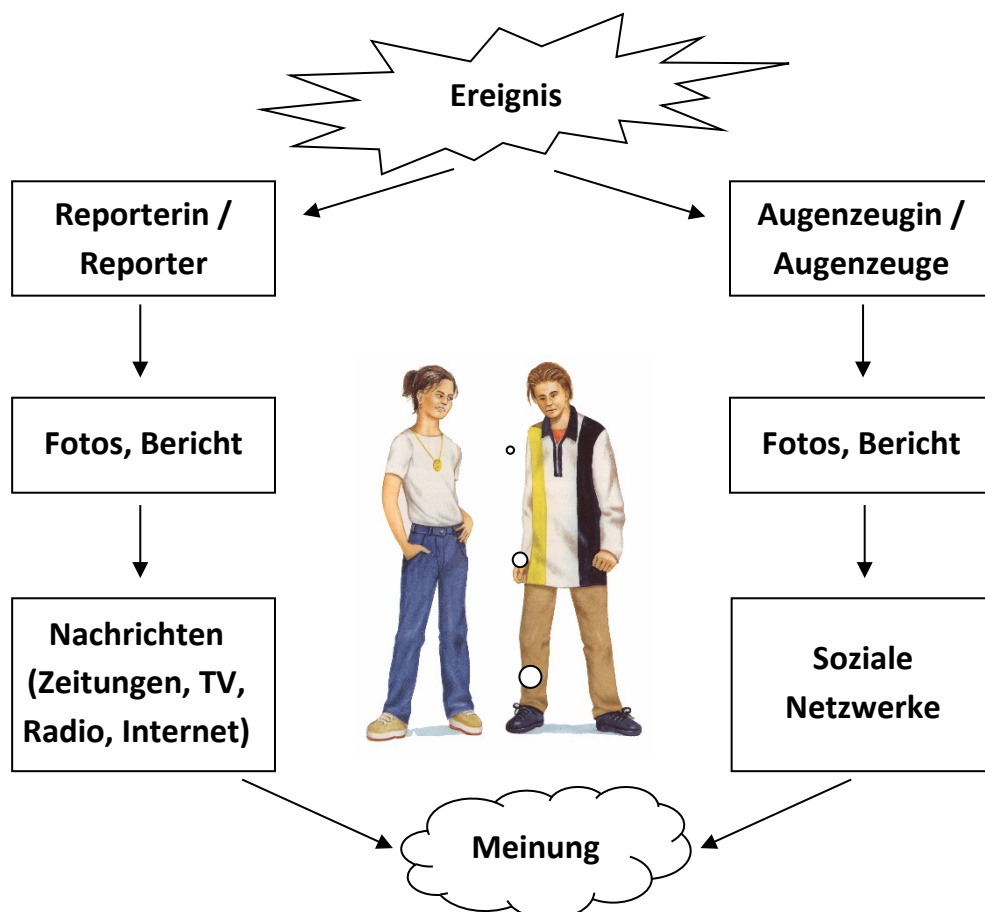 Ereignis
Reporterin /
Reporter
Augenzeugin /
Augenzeuge
Fotos, Bericht
Fotos, Bericht
Nachrichten
(Zeitungen, TV,
Radio, Internet)
Soziale
Netzwerke
Meinung